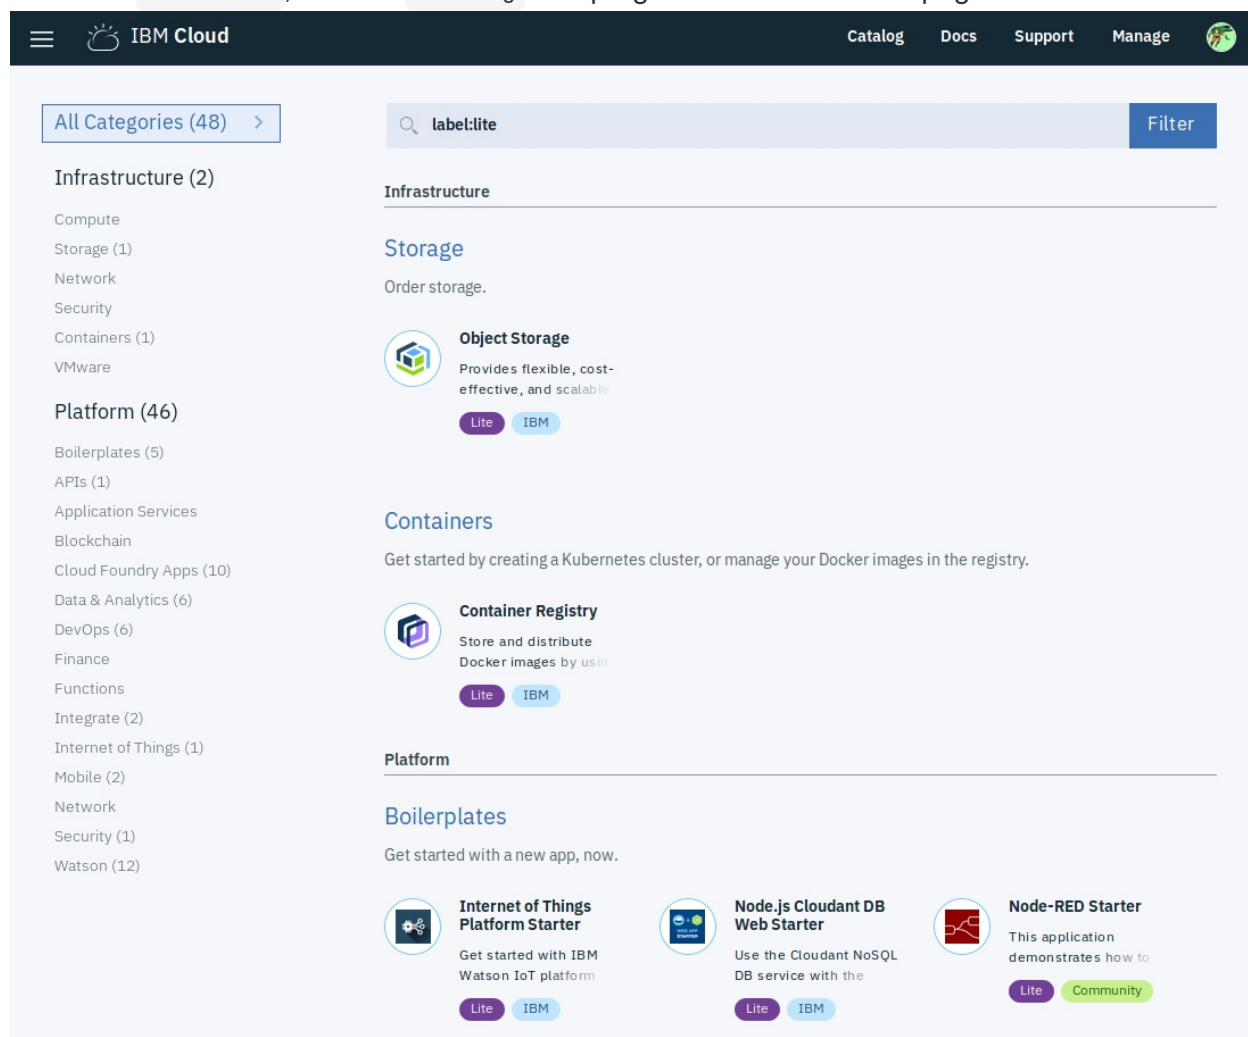 IBM Cloud
Catalog Docs Support Manage
All Categories (48) >
label:lite
Filter
Infrastructure (2)
Compute
Storage (1)
Network
Security
Containers (1)
VMware
Platform (46)
Boilerplates (5)
APIs (1)
Application Services
Blockchain
Cloud Foundry Apps (10)
Data & Analytics (6)
DevOps (6)
Finance
Functions
Integrate (2)
Internet of Things (1)
Mobile (2)
Network
Security (1)
Watson (12)
Infrastructure
Storage
Order storage.
Object Storage
Provides flexible, cost-
effective, and scalable
Lite IBM
Containers
Get started by creating a Kubernetes cluster, or manage your Docker images in the registry.
Container Registry
Store and distribute
Docker images by using
Lite IBM
Platform
Boilerplates
Get started with a new app, now.
Internet of Things
Platform Starter
Get started with IBM
Watson IoT platform
Lite IBM
Node.js Cloudant DB
Web Starter
Use the Cloudant NoSQL
DB service with the
Lite IBM
Node-RED Starter
This application
demonstrates how to
Lite Community